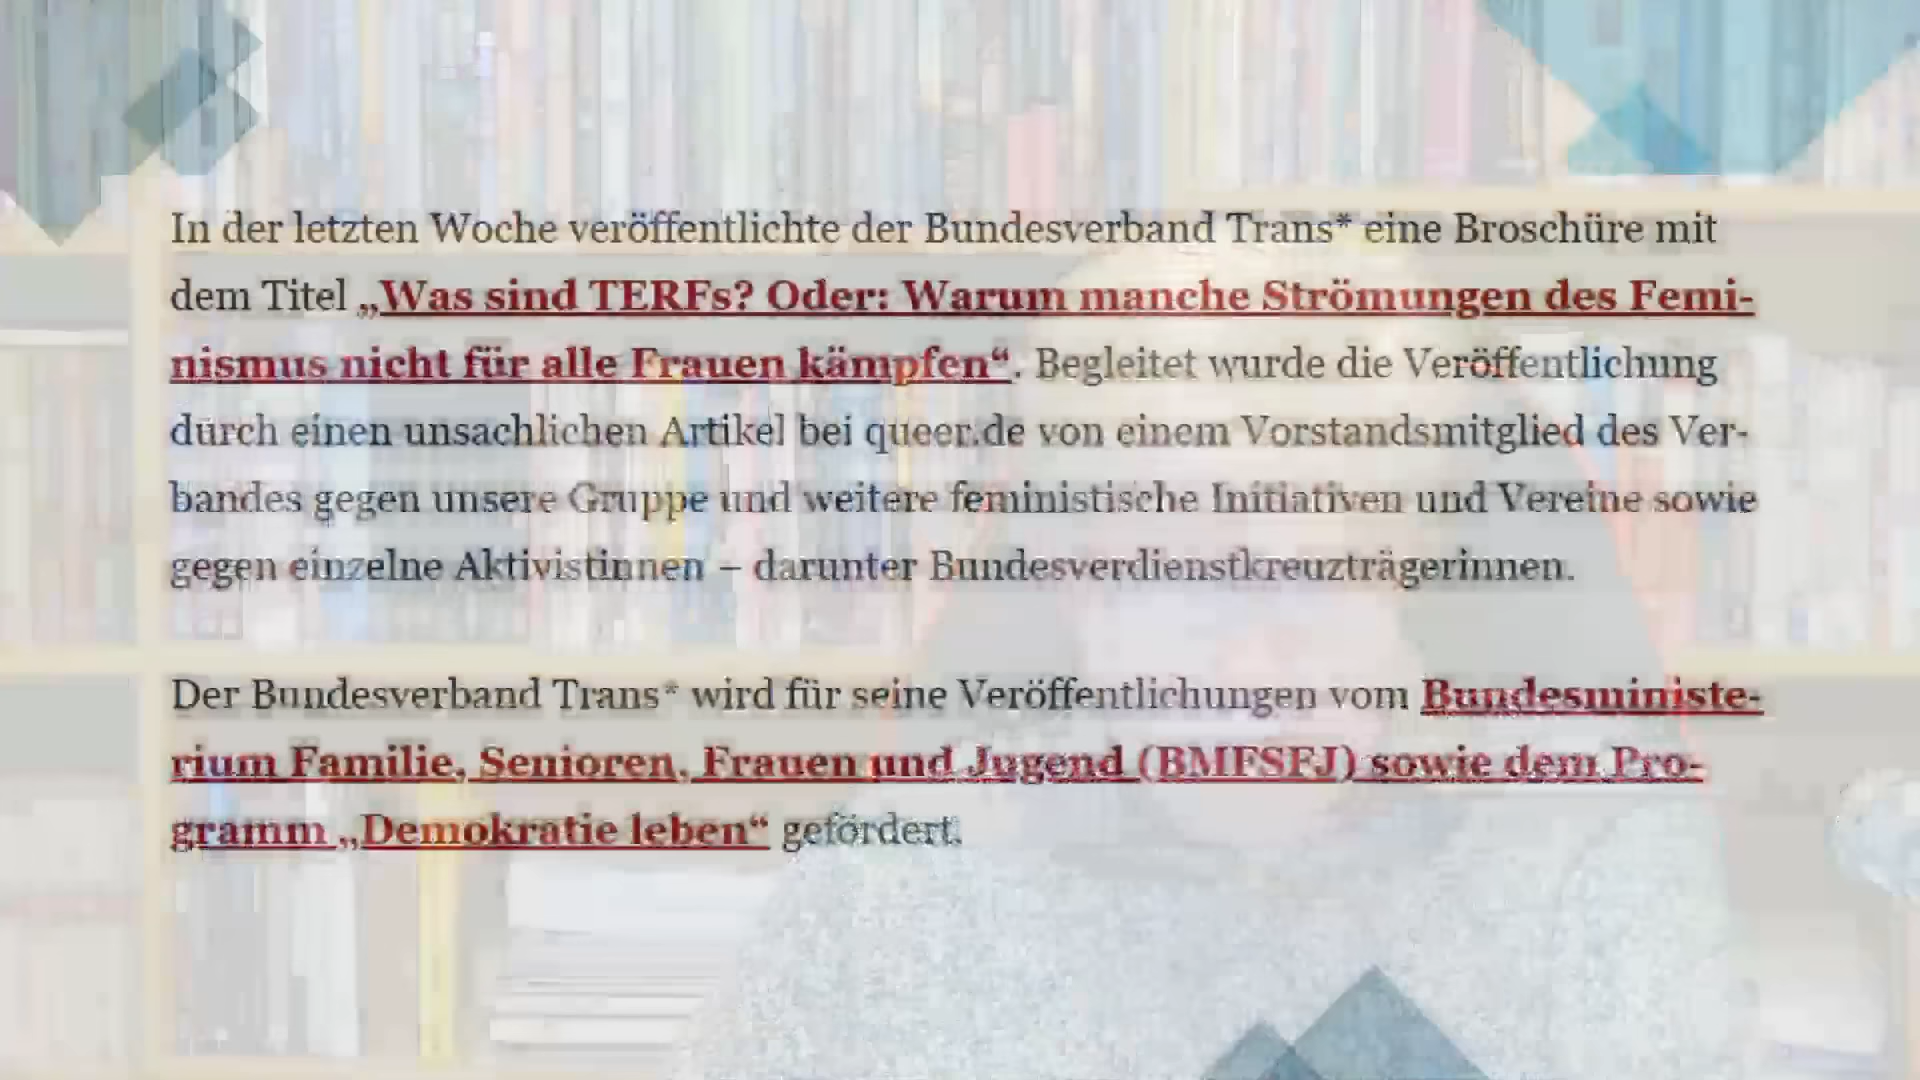 In der letzten Woche veröffentlichte der Bundesverband Trans* eine Broschüre mit
dem Titel „Was sind TERFs? Oder: Warum manche Strömungen des Femi-
nismus nicht für alle Frauen kämpfen“. Begleitet wurde die Veröffentlichung
durch einen unsachlichen Artikel bei queer.de von einem Vorstandsmitglied des Ver-
bandes gegen unsere Gruppe und weitere feministische Initiativen und Vereine sowie
gegen einzelne Aktivistinnen – darunter Bundesverdienstkreuzträgerinnen.
Der Bundesverband Trans* wird für seine Veröffentlichungen vom Bundesministe-
rium Familie, Senioren, Frauen und Jugend (BMFSFJ) sowie dem Pro-
gramm „Demokratie leben“ gefördert.